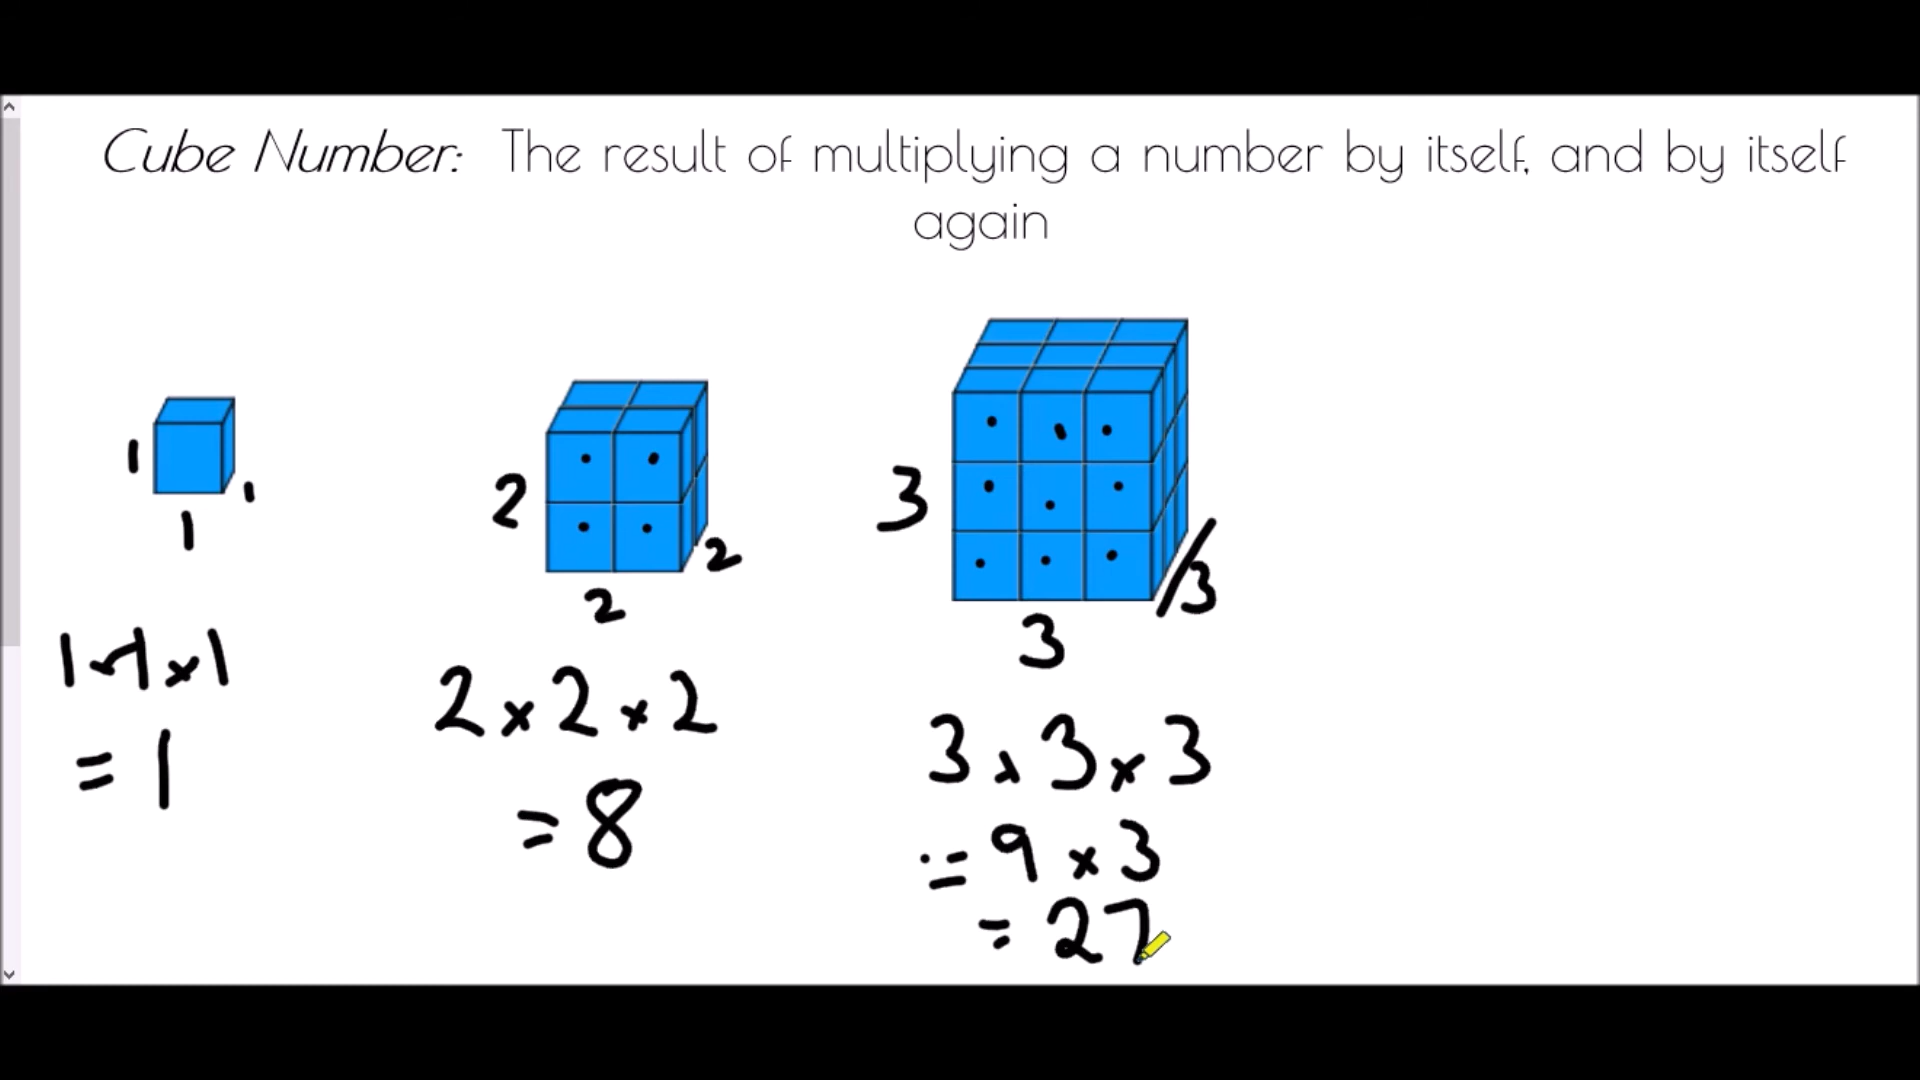 Cube Number: The result of multiplying a number by itself, and by itself
again
1
1
1
2
2
2
3
3
3
1 x 1 x 1
= 1
2 x 2 x 2
= 8
3 x 3 x 3
= 9 x 3
= 27